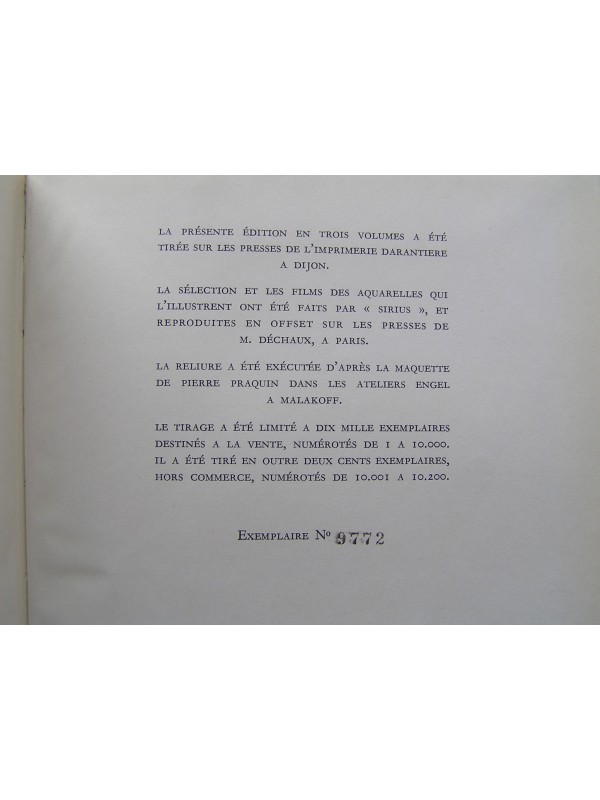 LA PRÉSENTE ÉDITION EN TROIS VOLUMES A ÉTÉ
TIRÉE SUR LES PRESSES DE L'IMPRIMERIE DARANTIERE
A DIJON.
LA SÉLECTION ET LES FILMS DES AQUARELLES QUI
L'ILLUSTRENT ONT ÉTÉ FAITS PAR « SIRIUS », ET
REPRODUITES EN OFFSET SUR LES PRESSES DE
M. DÉCHAUX, A PARIS.
LA RELIURE A ÉTÉ EXÉCUTÉE D'APRÈS LA MAQUETTE
DE PIERRE PRAQUIN DANS LES ATELIERS ENGEL
A MALAKOFF.
LE TIRAGE A ÉTÉ LIMITÉ A DIX MILLE EXEMPLAIRES
DESTINÉS A LA VENTE, NUMÉROTÉS DE 1 A 10.000.
IL A ÉTÉ TIRÉ EN OUTRE DEUX CENTS EXEMPLAIRES,
HORS COMMERCE, NUMÉROTÉS DE 10.001 A 10.200.
EXEMPLAIRE Nº 9772